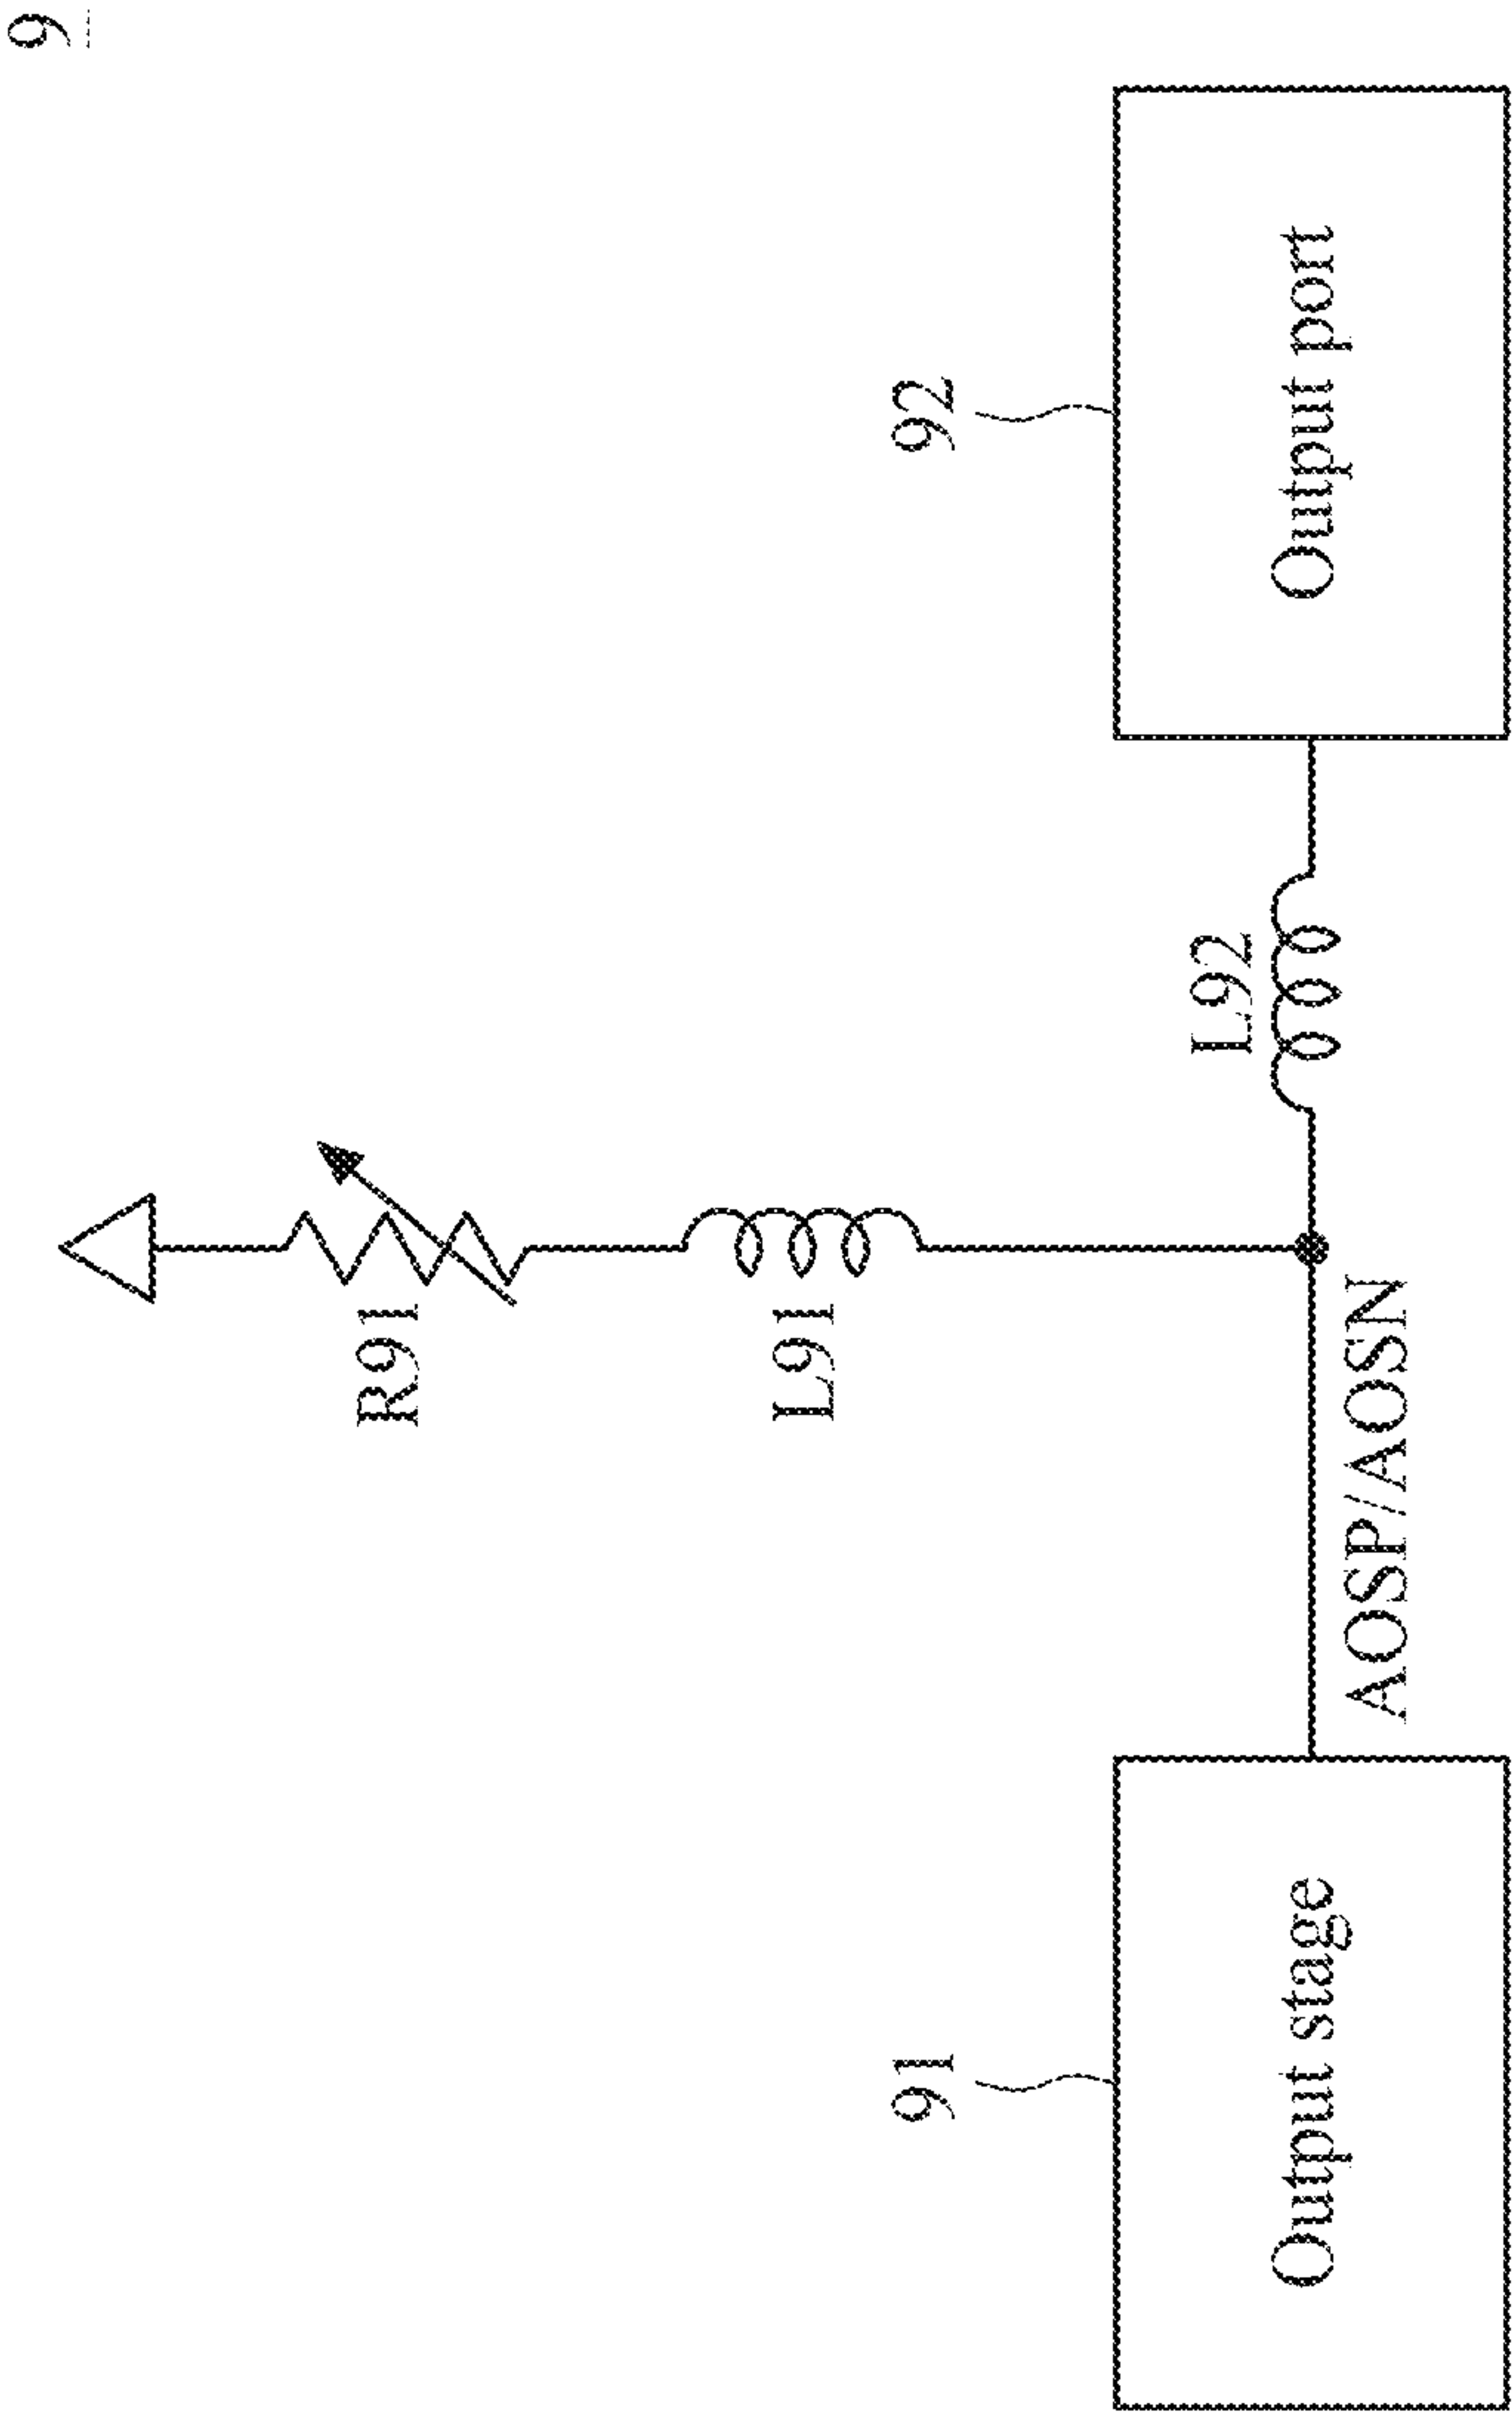 9
R91
L91
91
L92
92
Output stage
AOSP/AOSN
Output port